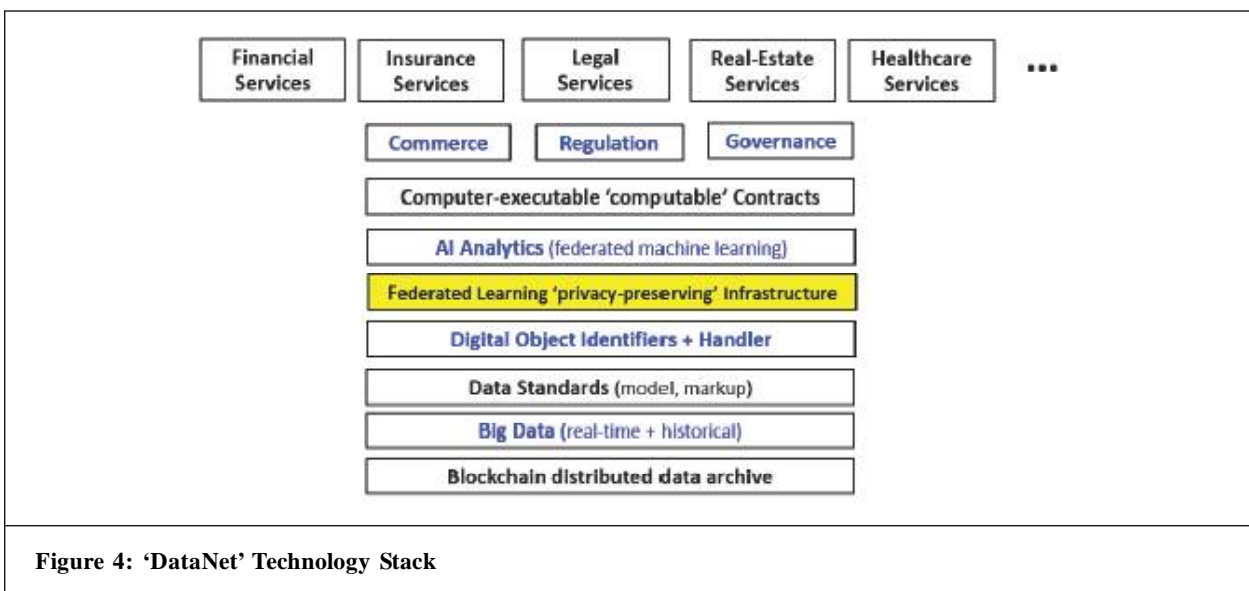 Financial Services
Insurance Services
Legal Services
Real-Estate Services
Healthcare Services
...
Commerce
Regulation
Governance
Computer-executable ‘computable’ Contracts
AI Analytics (federated machine learning)
Federated Learning ‘privacy-preserving’ Infrastructure
Digital Object Identifiers + Handler
Data Standards (model, markup)
Big Data (real-time + historical)
Blockchain distributed data archive
Figure 4: ‘DataNet’ Technology Stack